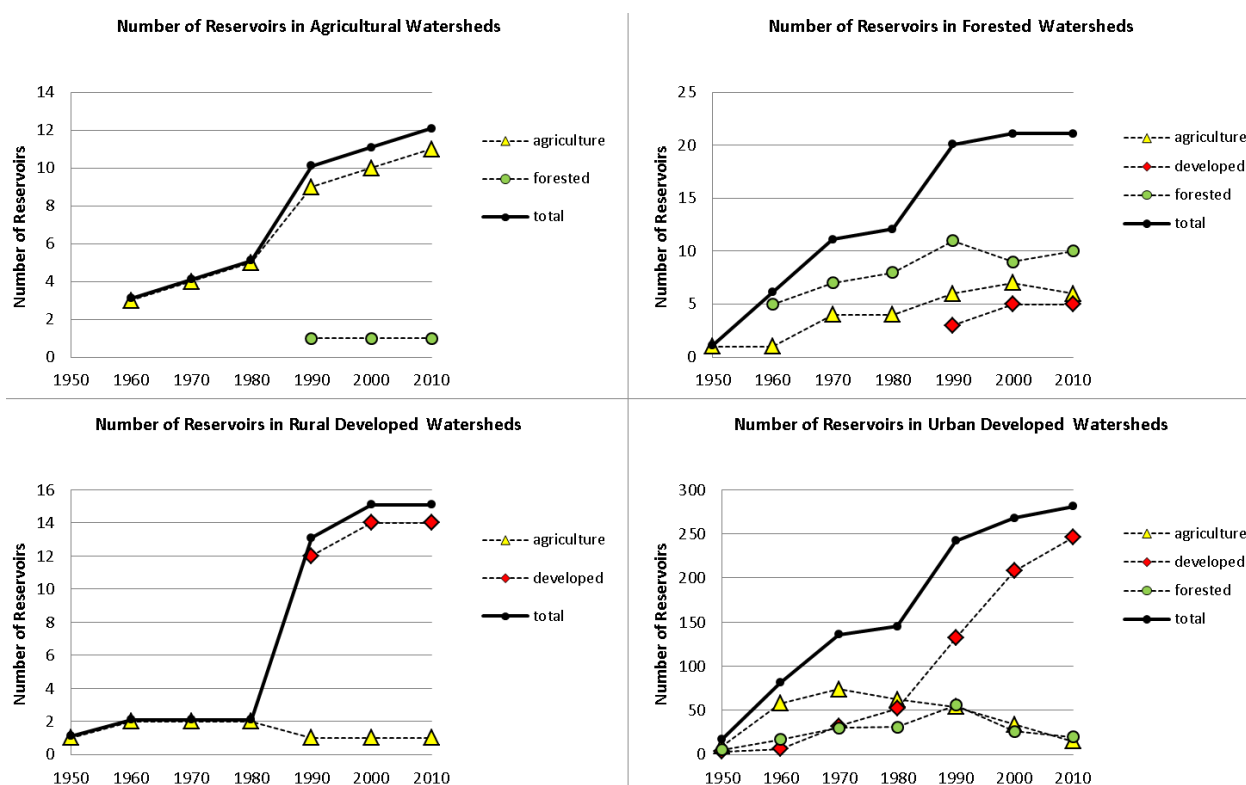 Number of Reservoirs in Agricultural Watersheds
Number of Reservoirs
14
12
10
8
6
4
2
0
1950 1960 1970 1980 1990 2000 2010
agriculture
forested
total
Number of Reservoirs in Forested Watersheds
Number of Reservoirs
25
20
15
10
5
0
1950 1960 1970 1980 1990 2000 2010
agriculture
developed
forested
total
Number of Reservoirs in Rural Developed Watersheds
Number of Reservoirs
16
14
12
10
8
6
4
2
0
1950 1960 1970 1980 1990 2000 2010
agriculture
developed
total
Number of Reservoirs in Urban Developed Watersheds
Number of Reservoirs
300
250
200
150
100
50
0
1950 1960 1970 1980 1990 2000 2010
agriculture
developed
forested
total